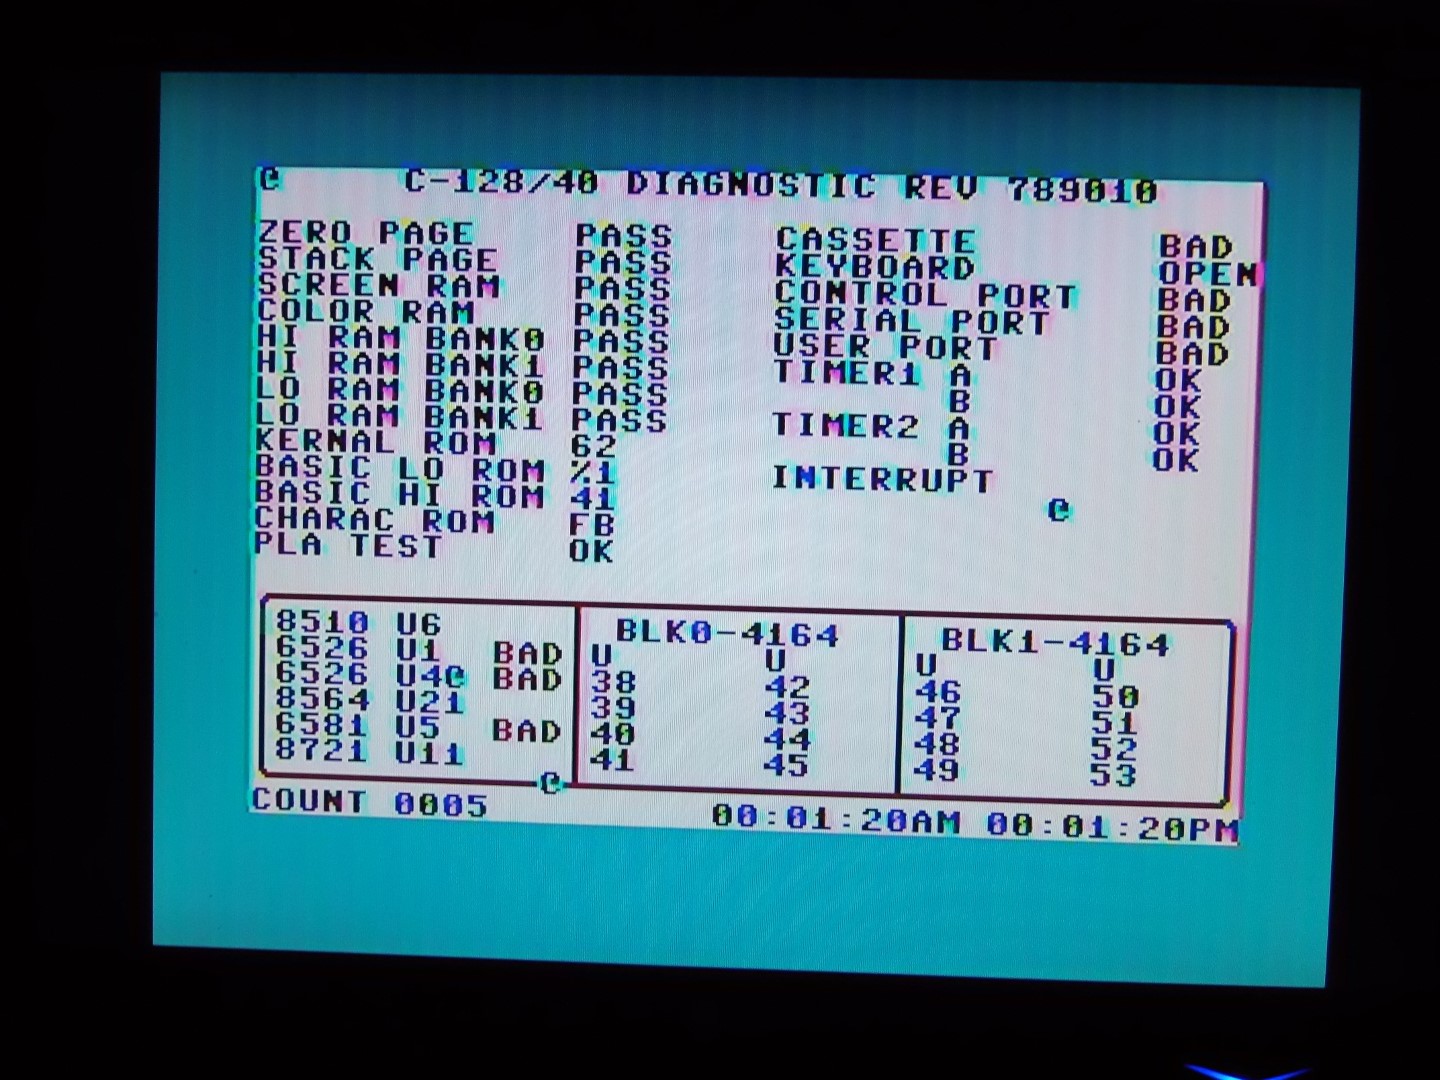 @ C-128/40 DIAGNOSTIC REV 789010
ZERO PAGE PASS CASSETTE BAD
STACK PAGE PASS KEYBOARD OPEN
SCREEN RAM PASS CONTROL PORT BAD
COLOR RAM PASS SERIAL PORT BAD
HI RAM BANK0 PASS USER PORT BAD
HI RAM BANK1 PASS TIMER1 A OK
LO RAM BANK0 PASS B OK
LO RAM BANK1 PASS TIMER2 A OK
KERNAL ROM 62 B OK
BASIC LO ROM %1 INTERRUPT
BASIC HI ROM 41 @
CHARAC ROM FB
PLA TEST OK
8510 U6 BLK0-4164 BLK1-4164
6526 U1 BAD U U U U
6526 U4@ BAD 38 42 46 50
8564 U21 39 43 47 51
6581 U5 BAD 40 44 48 52
8721 U11 41 45 49 53
@
COUNT 0005 00:01:20AM 00:01:20PM